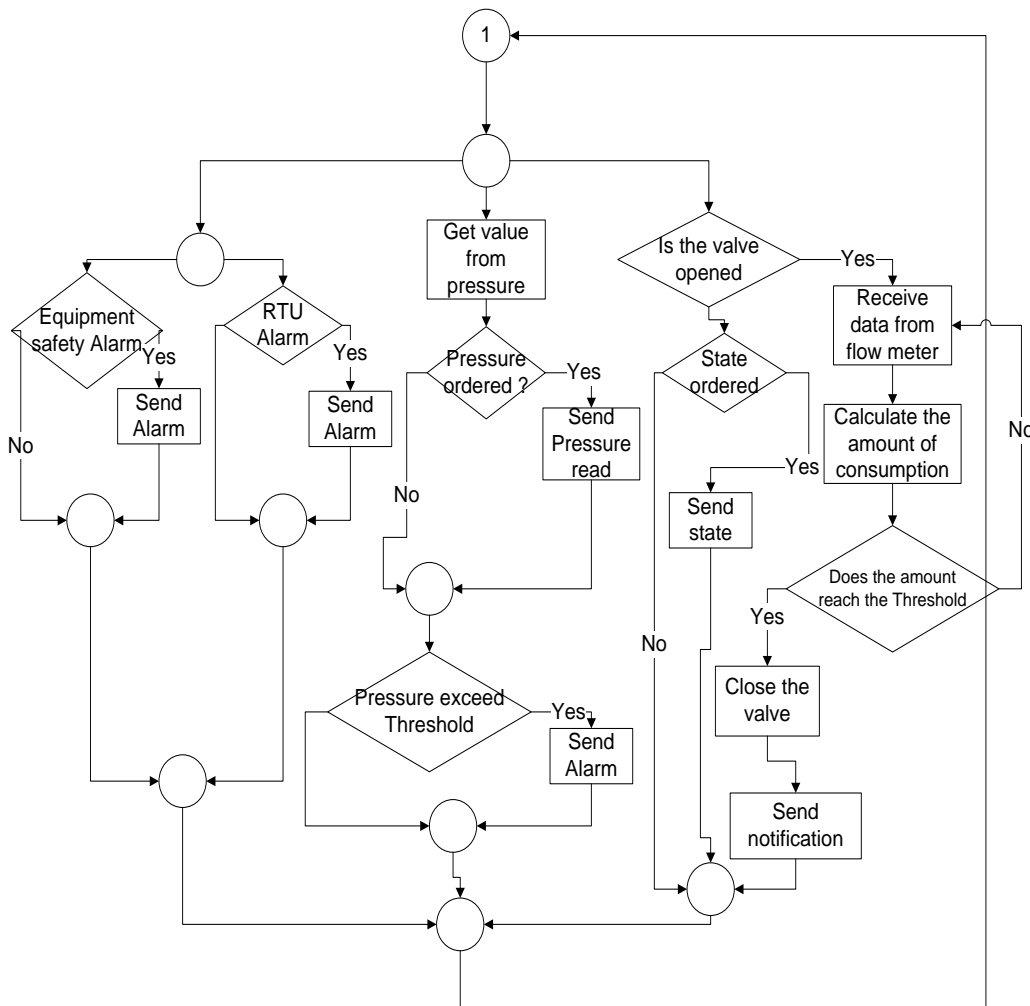 1
Get value
from
pressure
Is the valve
opened
Yes
Equipment
safety Alarm
RTU
Alarm
Receive
data from
flow meter
Yes
Yes
Pressure
ordered ?
Yes
State
ordered
Send
Alarm
Send
Alarm
Send
Pressure
read
Calculate the
amount of
consumption
No
No
No
Yes
Send
state
Does the amount
reach the Threshold
Yes
No
Pressure exceed
Threshold
Yes
Close the
valve
Send
Alarm
Send
notification